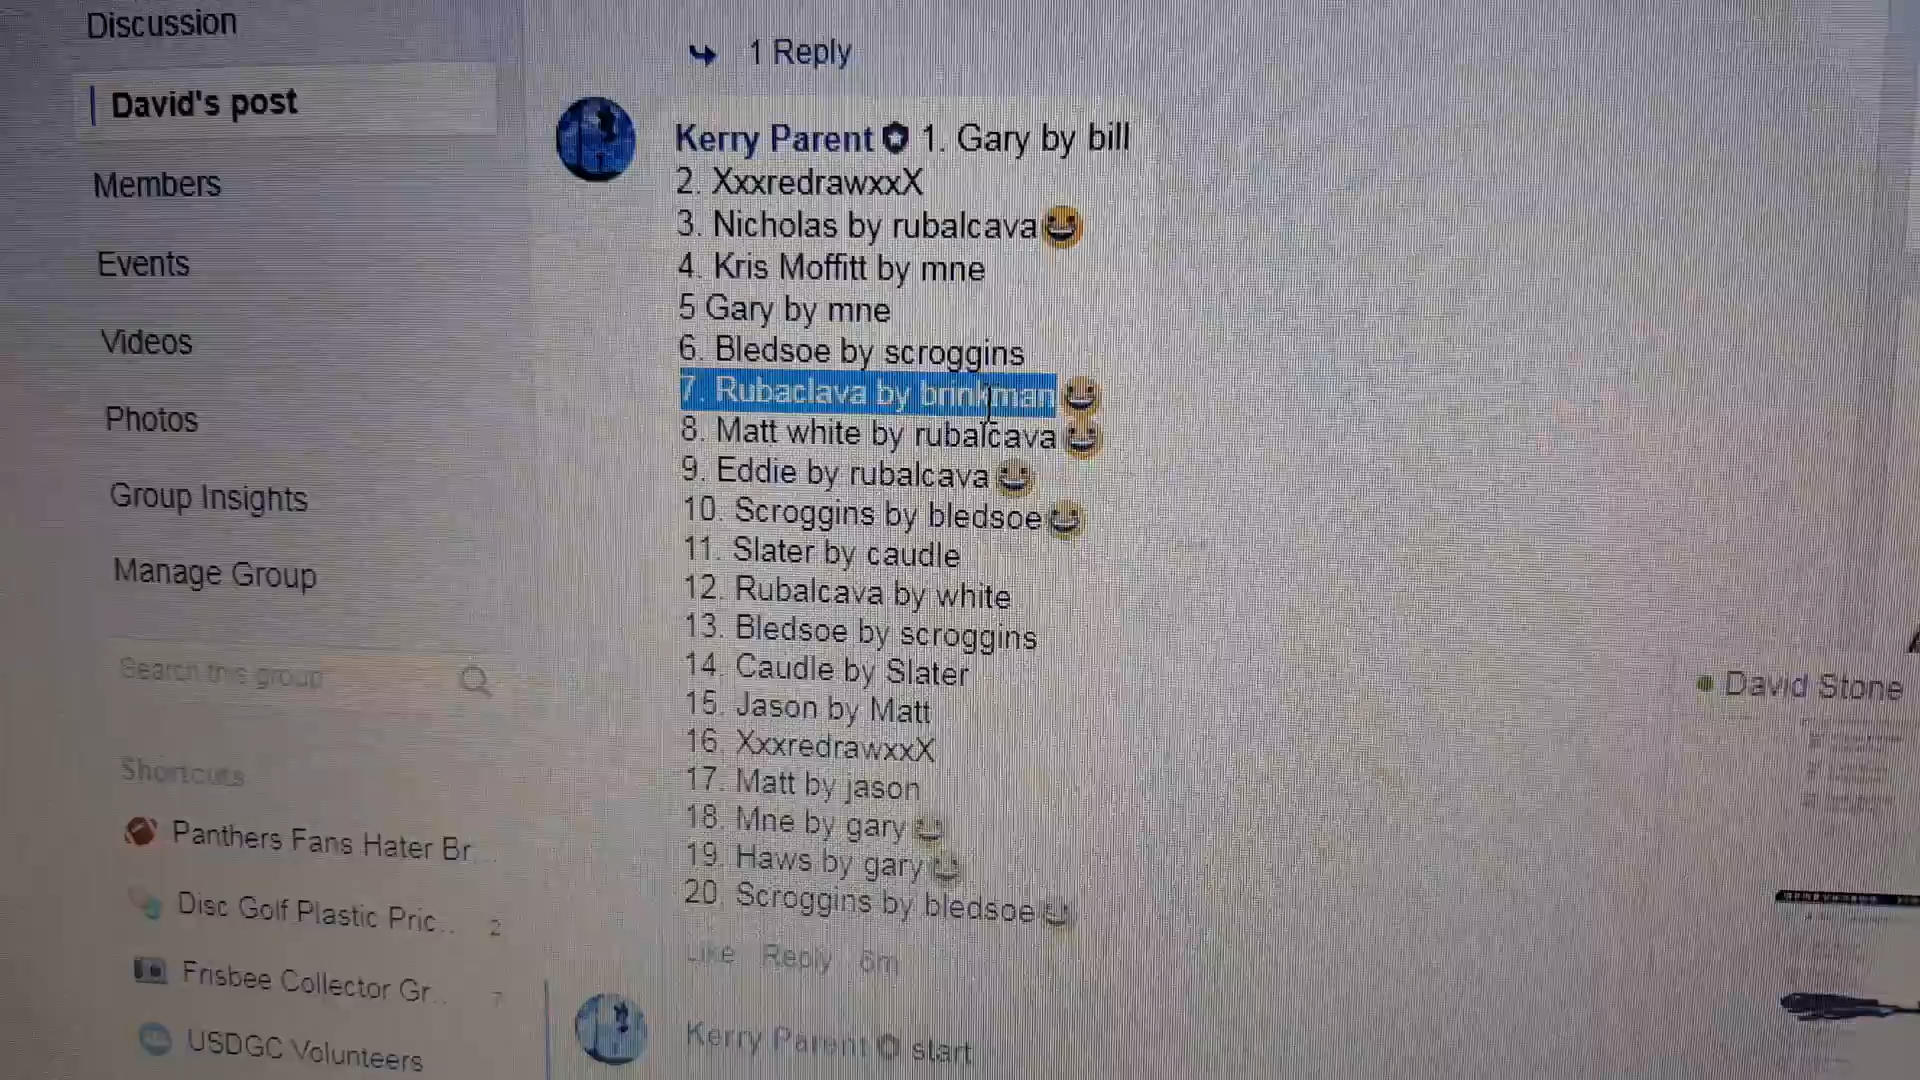 Discussion
David's post
Members
Events
Videos
Photos
Group Insights
Manage Group
Search this group
Shortcuts
Panthers Fans Hater Br...
Disc Golf Plastic Pric... 2
Frisbee Collector Gr... 7
USDGC Volunteers
1 Reply
Kerry Parent 1. Gary by bill
2. XxxredrawxxX
3. Nicholas by rubalcava
4. Kris Moffitt by mne
5 Gary by mne
6. Bledsoe by scroggins
7. Rubaclava by brinkman
8. Matt white by rubalcava
9. Eddie by rubalcava
10. Scroggins by bledsoe
11. Slater by caudle
12. Rubalcava by white
13. Bledsoe by scroggins
14. Caudle by Slater
15. Jason by Matt
16. XxxredrawxxX
17. Matt by jason
18. Mne by gary
19. Haws by gary
20. Scroggins by bledsoe
Like Reply 6m
Kerry Parent start
David Stone